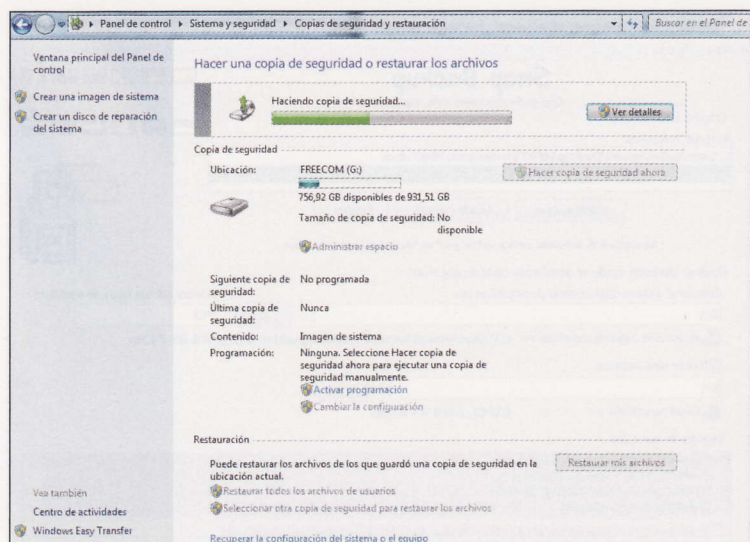 Panel de control ▸ Sistema y seguridad ▸ Copias de seguridad y restauración
Buscar en el Panel de
Ventana principal del Panel de
control
Crear una imagen de sistema
Crear un disco de reparación
del sistema
Hacer una copia de seguridad o restaurar los archivos
Haciendo copia de seguridad...
Ver detalles
Copia de seguridad
Ubicación:
FREECOM (G:)
Hacer copia de seguridad ahora
756,92 GB disponibles de 931,51 GB
Tamaño de copia de seguridad: No
disponible
Administrar espacio
Siguiente copia de
seguridad:
No programada
Última copia de
seguridad:
Nunca
Contenido:
Imagen de sistema
Programación:
Ninguna. Seleccione Hacer copia de
seguridad ahora para ejecutar una copia de
seguridad manualmente.
Activar programación
Cambiar la configuración
Restauración
Puede restaurar los archivos de los que guardó una copia de seguridad en la
ubicación actual.
Restaurar mis archivos
Restaurar todos los archivos de usuarios
Seleccionar otra copia de seguridad para restaurar los archivos
Recuperar la configuración del sistema o el equipo
Vea también
Centro de actividades
Windows Easy Transfer